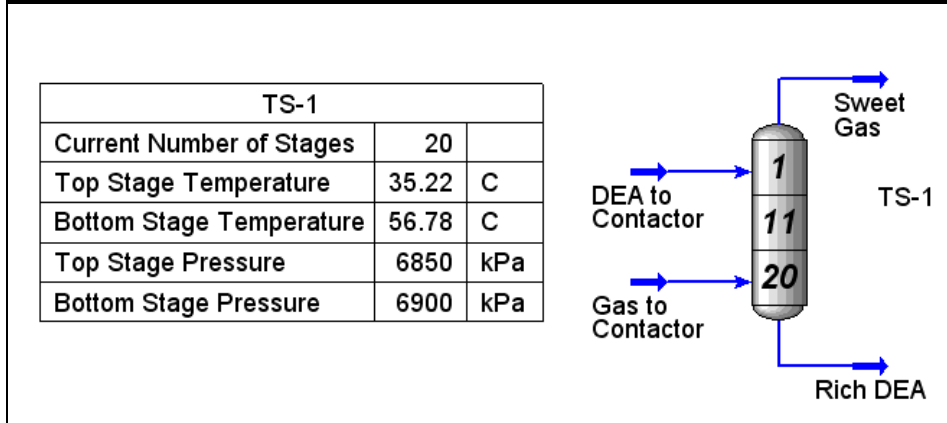 TS-1
Current Number of Stages 20
Top Stage Temperature 35.22 C
Bottom Stage Temperature 56.78 C
Top Stage Pressure 6850 kPa
Bottom Stage Pressure 6900 kPa
Sweet
Gas
DEA to
Contactor
1
11
20
TS-1
Gas to
Contactor
Rich DEA